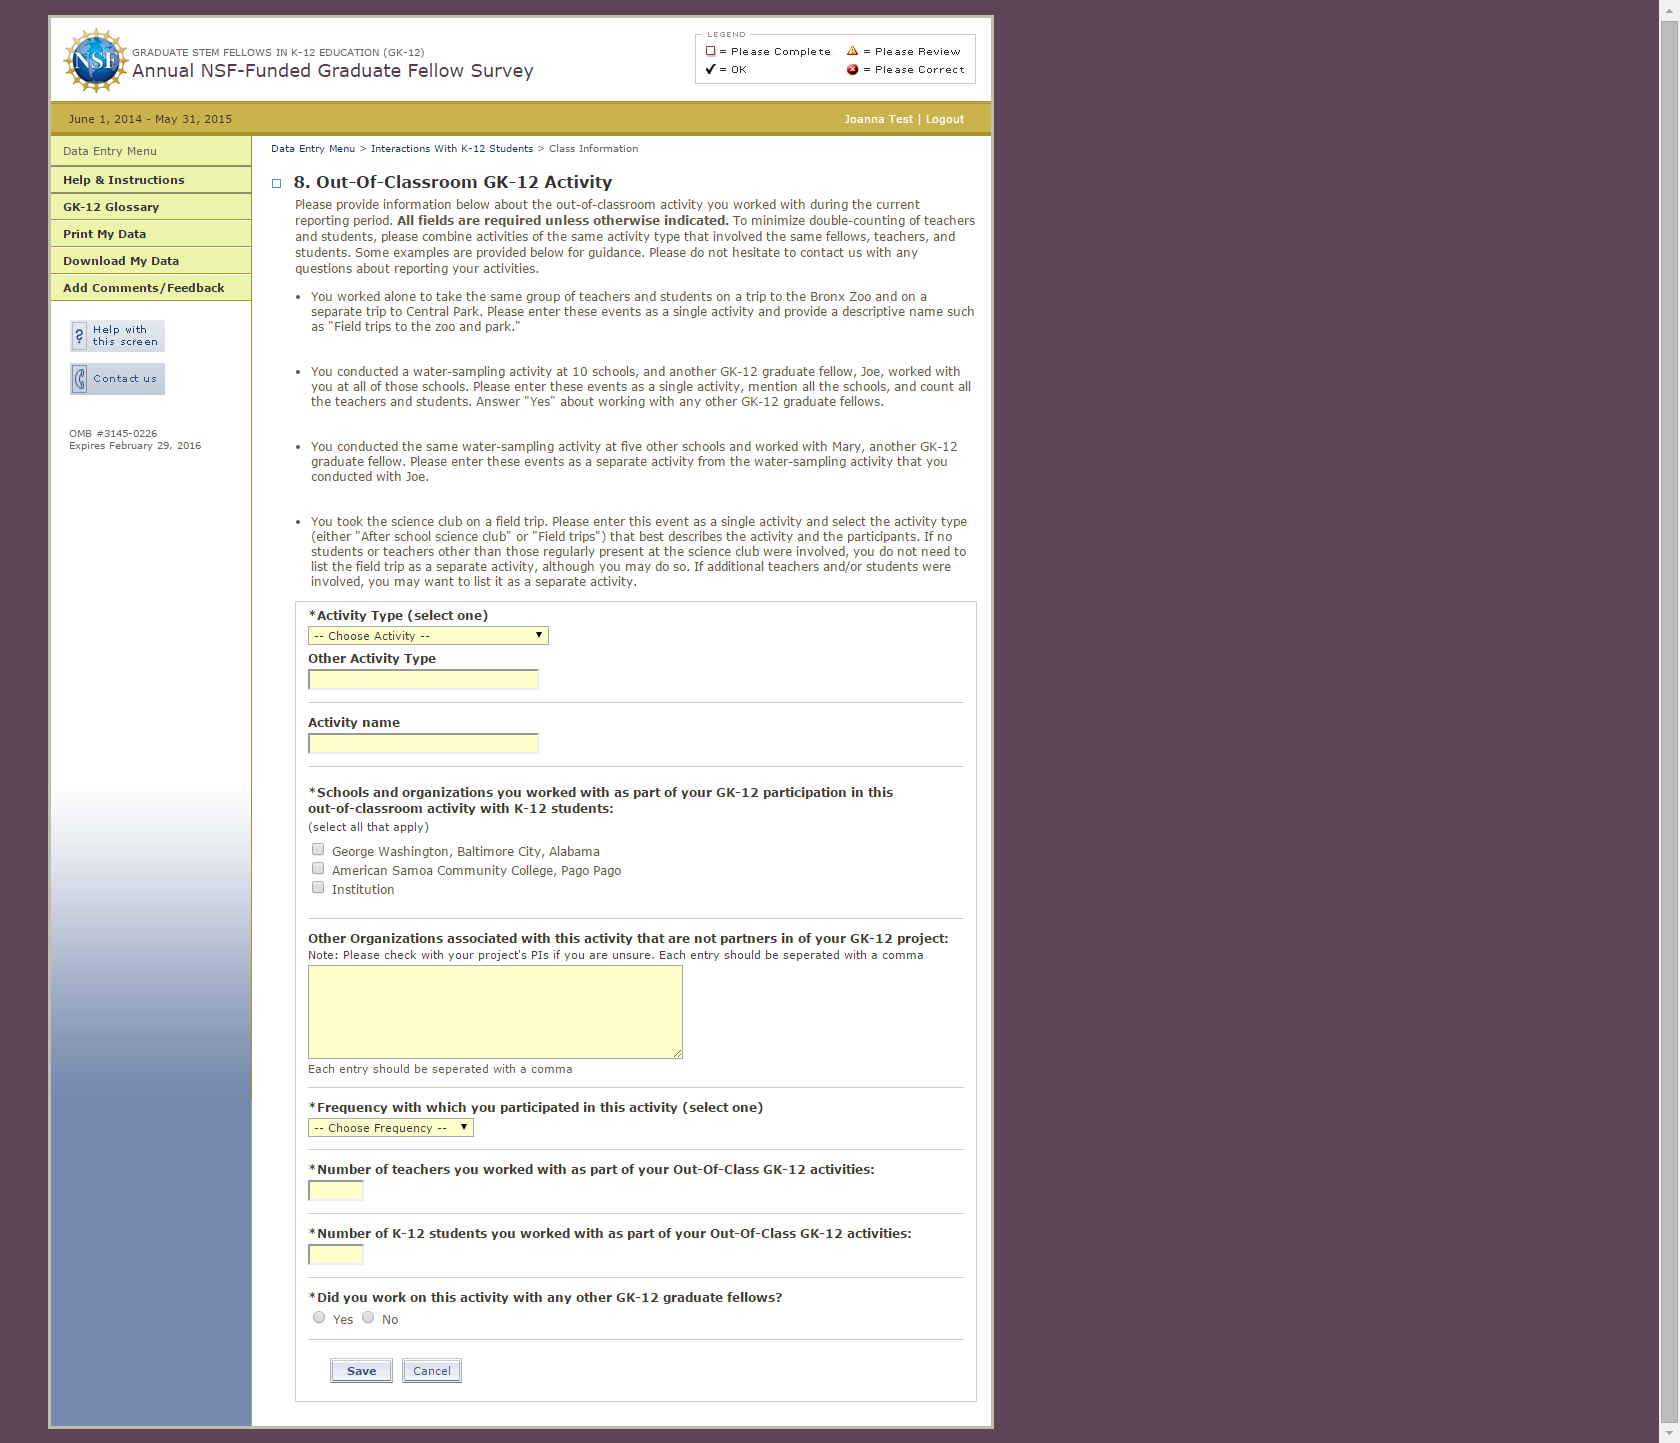 NSF
GRADUATE STEM FELLOWS IN K-12 EDUCATION (GK-12)
Annual NSF-Funded Graduate Fellow Survey
LEGEND
= Please Complete
= Please Review
= OK
= Please Correct
June 1, 2014 - May 31, 2015
Joanna Test | Logout
Data Entry Menu
Help & Instructions
GK-12 Glossary
Print My Data
Download My Data
Add Comments/Feedback
? Help with
this screen
Contact us
OMB #3145-0226
Expires February 29, 2016
Data Entry Menu > Interactions With K-12 Students > Class Information
8. Out-Of-Classroom GK-12 Activity
Please provide information below about the out-of-classroom activity you worked with during the current
reporting period. All fields are required unless otherwise indicated. To minimize double-counting of teachers
and students, please combine activities of the same activity type that involved the same fellows, teachers, and
students. Some examples are provided below for guidance. Please do not hesitate to contact us with any
questions about reporting your activities.
• You worked alone to take the same group of teachers and students on a trip to the Bronx Zoo and on a
separate trip to Central Park. Please enter these events as a single activity and provide a descriptive name such
as "Field trips to the zoo and park."
• You conducted a water-sampling activity at 10 schools, and another GK-12 graduate fellow, Joe, worked with
you at all of those schools. Please enter these events as a single activity, mention all the schools, and count all
the teachers and students. Answer "Yes" about working with any other GK-12 graduate fellows.
• You conducted the same water-sampling activity at five other schools and worked with Mary, another GK-12
graduate fellow. Please enter these events as a separate activity from the water-sampling activity that you
conducted with Joe.
• You took the science club on a field trip. Please enter this event as a single activity and select the activity type
(either "After school science club" or "Field trips") that best describes the activity and the participants. If no
students or teachers other than those regularly present at the science club were involved, you do not need to
list the field trip as a separate activity, although you may do so. If additional teachers and/or students were
involved, you may want to list it as a separate activity.
*Activity Type (select one)
-- Choose Activity --
Other Activity Type
Activity name
*Schools and organizations you worked with as part of your GK-12 participation in this
out-of-classroom activity with K-12 students:
(select all that apply)
George Washington, Baltimore City, Alabama
American Samoa Community College, Pago Pago
Institution
Other Organizations associated with this activity that are not partners in of your GK-12 project:
Note: Please check with your project's PIs if you are unsure. Each entry should be seperated with a comma
Each entry should be seperated with a comma
*Frequency with which you participated in this activity (select one)
-- Choose Frequency --
*Number of teachers you worked with as part of your Out-Of-Class GK-12 activities:
*Number of K-12 students you worked with as part of your Out-Of-Class GK-12 activities:
*Did you work on this activity with any other GK-12 graduate fellows?
Yes No
Save Cancel